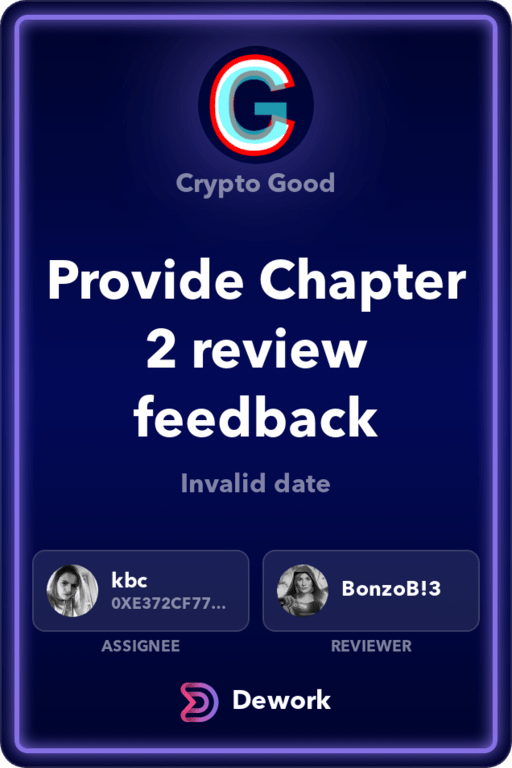 Crypto Good
Provide Chapter
2 review
feedback
Invalid date
kbc
0XE372CF77...
ASSIGNEE
BonzoB!3
REVIEWER
Dework